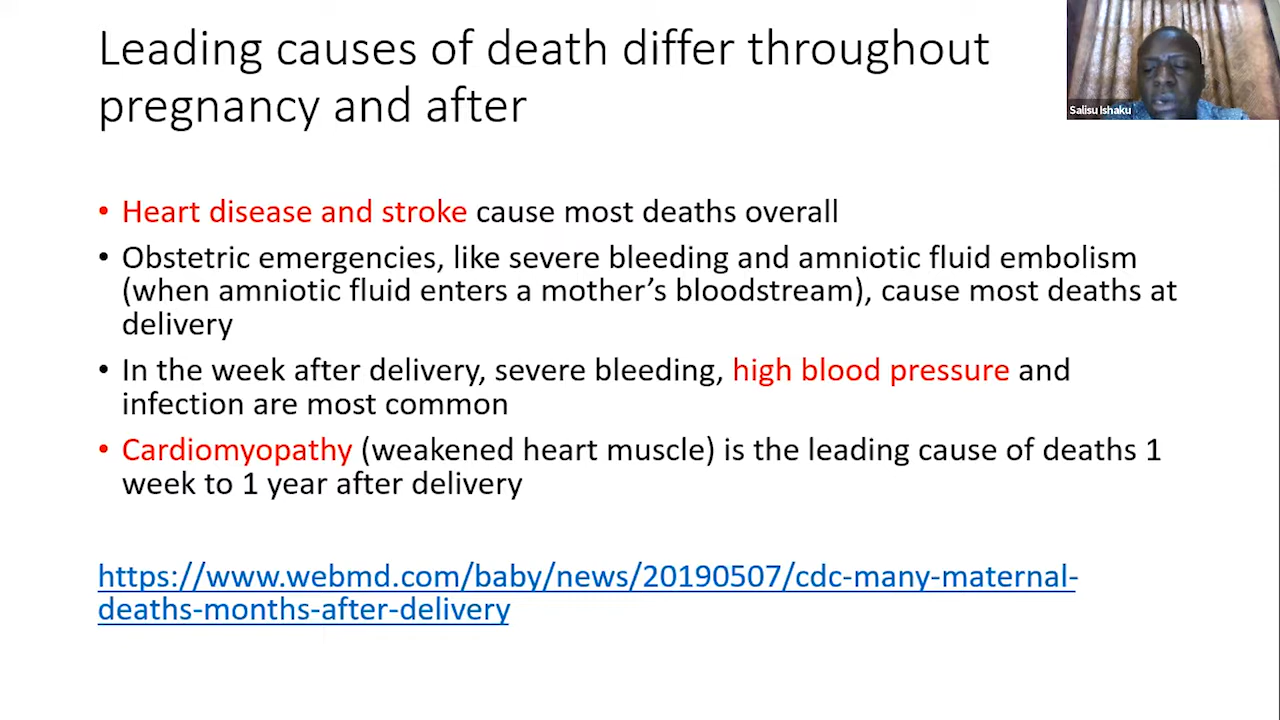 Leading causes of death differ throughout
pregnancy and after
Salisu Ishaku
• Heart disease and stroke cause most deaths overall
• Obstetric emergencies, like severe bleeding and amniotic fluid embolism
(when amniotic fluid enters a mother’s bloodstream), cause most deaths at
delivery
• In the week after delivery, severe bleeding, high blood pressure and
infection are most common
• Cardiomyopathy (weakened heart muscle) is the leading cause of deaths 1
week to 1 year after delivery
https://www.webmd.com/baby/news/20190507/cdc-many-maternal-
deaths-months-after-delivery